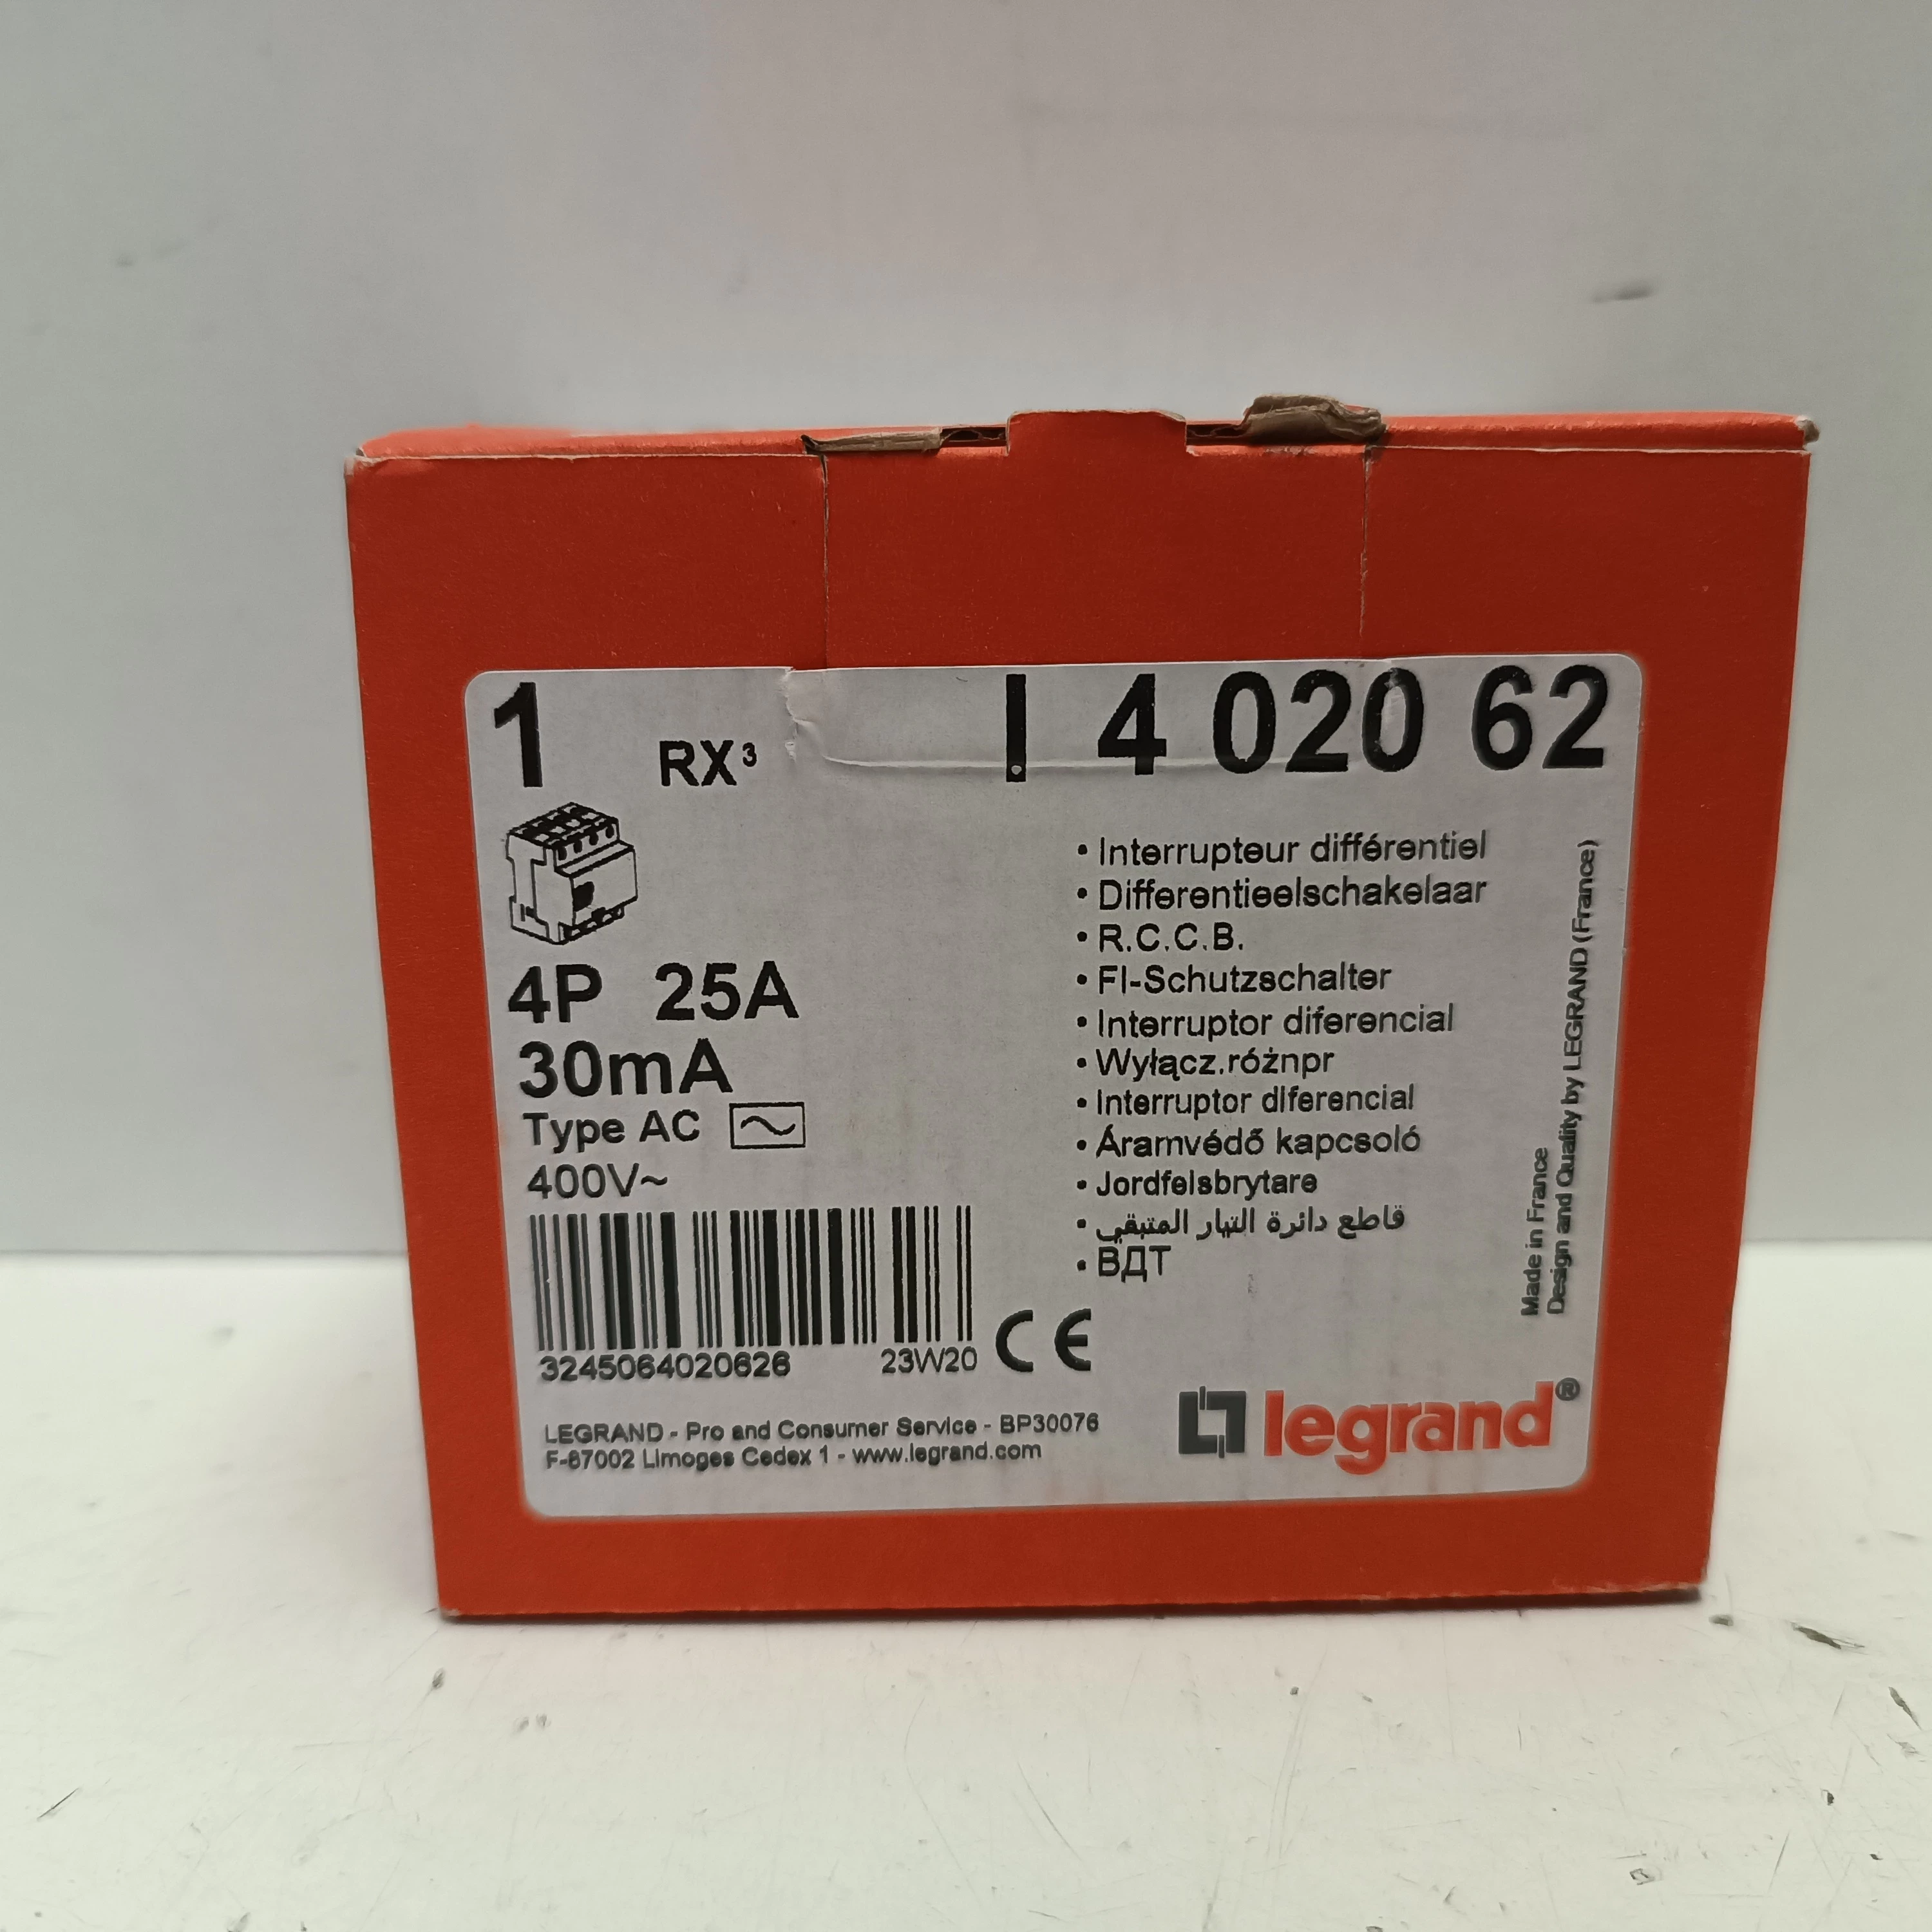 1 RX³ ! 4 020 62
4P 25A
30mA
Type AC
400V~
3245064020626 23W20
CE
LEGRAND - Pro and Consumer Service - BP30076
F-87002 Limoges Cedex 1 - www.legrand.com
• Interrupteur différentiel
• Differentieelschakelaar
• R.C.C.B.
• FI-Schutzschalter
• Interruptor diferencial
• Wyłącz.różnpr
• Interruptor diferencial
• Áramvédő kapcsoló
• Jordfelsbrytare
• قاطع دائرة التيار المتبقي
• ВДТ
Made in France
Design and Quality by LEGRAND (France)
legrand®